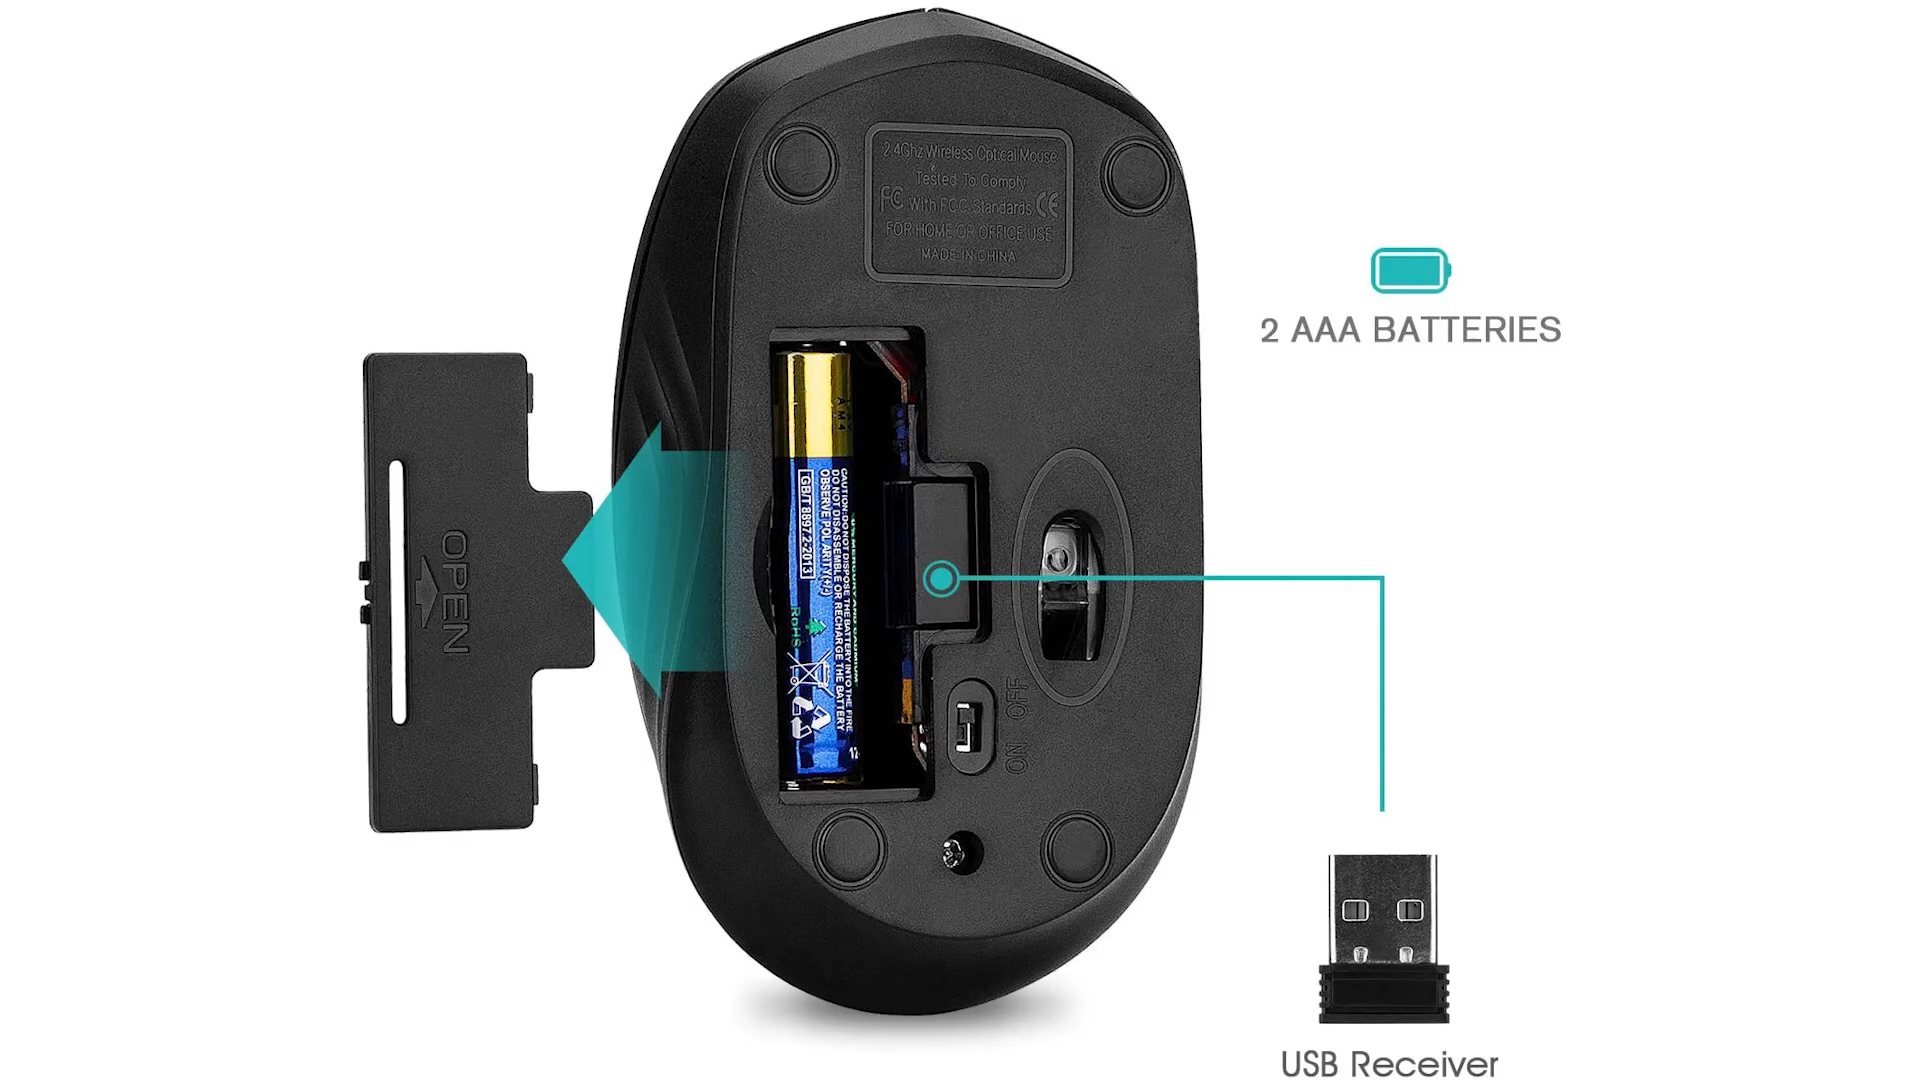 2.4Ghz Wireless Optical Mouse
Tested To Comply
FC With FCC Standards CE
FOR HOME OR OFFICE USE
MADE IN CHINA
2 AAA BATTERIES
OPEN
CAUTION:DO NOT DISPOSE THE BATTERY INTO THE FIRE
DO NOT DISASSEMBLE OR RECHARGE THE BATTERY
OBSERVE POLARITY(+/-)
GB/T 8897.2-2013
RoHS
OFF
ON
USB Receiver